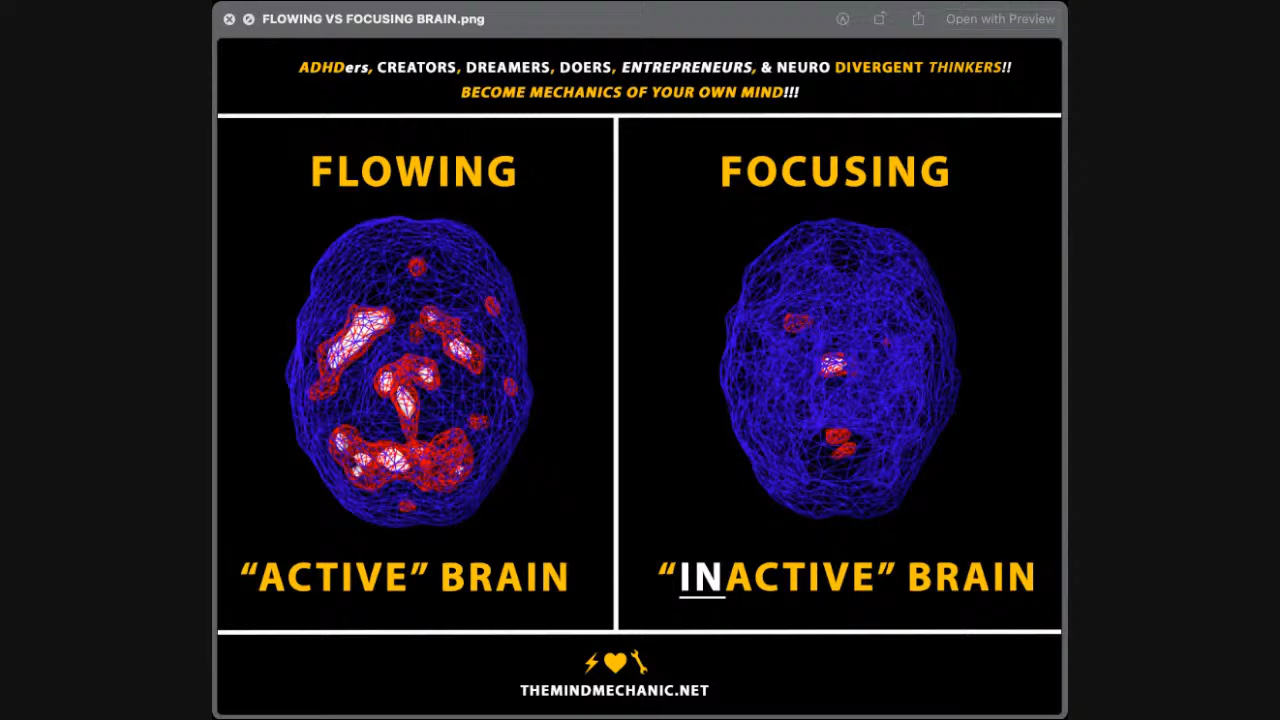 FLOWING VS FOCUSING BRAIN.png
Open with Preview
ADHDers, CREATORS, DREAMERS, DOERS, ENTREPRENEURS, & NEURO DIVERGENT THINKERS!!
BECOME MECHANICS OF YOUR OWN MIND!!!
FLOWING
FOCUSING
“ACTIVE” BRAIN
“INACTIVE” BRAIN
THEMINDMECHANIC.NET